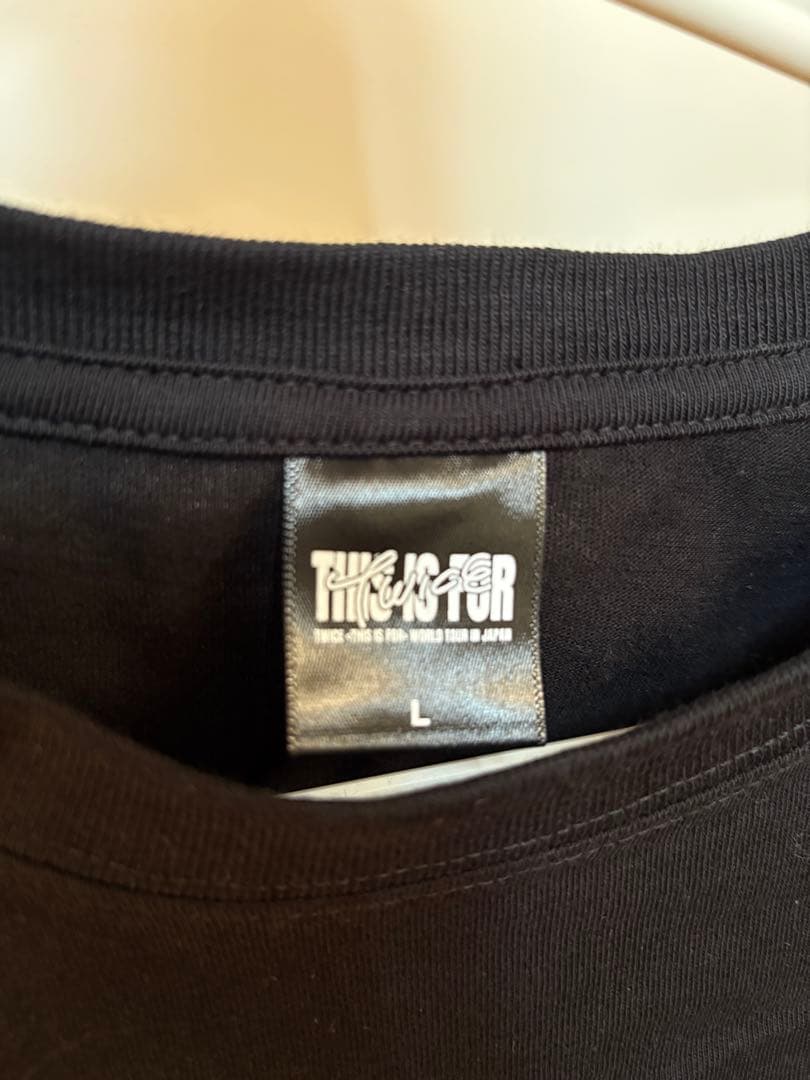 THIS IS FOR
Twice
TWICE <THIS IS FOR> WORLD TOUR IN JAPAN
L